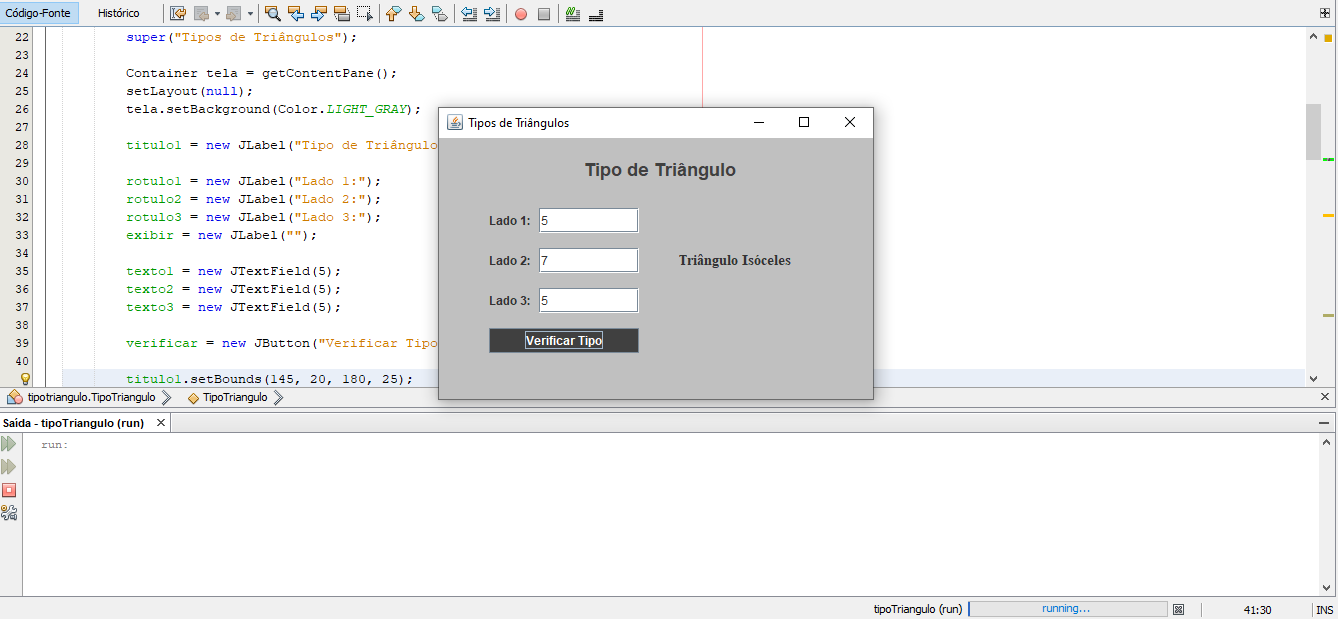 Código-Fonte Histórico
22 super("Tipos de Triângulos");
23
24 Container tela = getContentPane();
25 setLayout(null);
26 tela.setBackground(Color.LIGHT_GRAY);
27
28 titulo1 = new JLabel("Tipo de Triângulo
29
30 rotulo1 = new JLabel("Lado 1:");
31 rotulo2 = new JLabel("Lado 2:");
32 rotulo3 = new JLabel("Lado 3:");
33 exibir = new JLabel("");
34
35 texto1 = new JTextField(5);
36 texto2 = new JTextField(5);
37 texto3 = new JTextField(5);
38
39 verificar = new JButton("Verificar Tipo
40
titulo1.setBounds(145, 20, 180, 25);
Tipos de Triângulos
Tipo de Triângulo
Lado 1: 5
Lado 2: 7
Triângulo Isóceles
Lado 3: 5
Verificar Tipo
tipotriangulo.TipoTriangulo TipoTriangulo
Saída - tipoTriangulo (run)
run:
tipoTriangulo (run) running... 41:30 INS